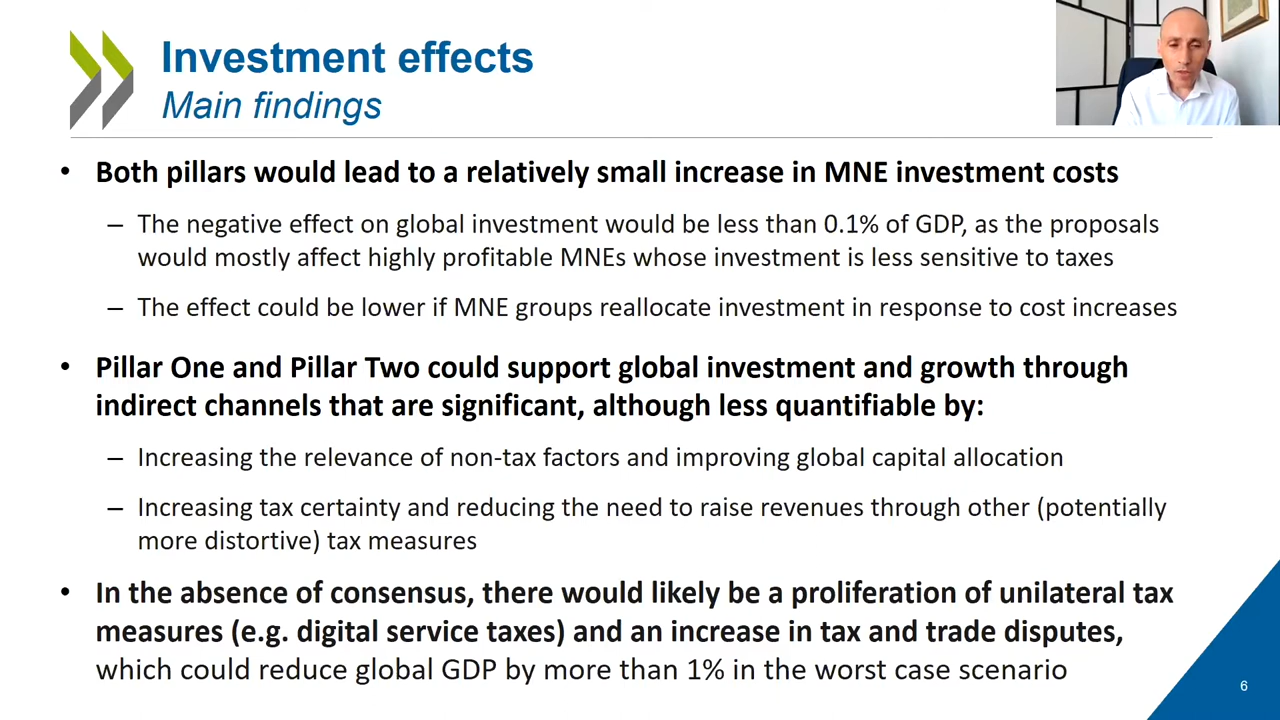 Investment effects
Main findings
• Both pillars would lead to a relatively small increase in MNE investment costs
– The negative effect on global investment would be less than 0.1% of GDP, as the proposals
would mostly affect highly profitable MNEs whose investment is less sensitive to taxes
– The effect could be lower if MNE groups reallocate investment in response to cost increases
• Pillar One and Pillar Two could support global investment and growth through
indirect channels that are significant, although less quantifiable by:
– Increasing the relevance of non-tax factors and improving global capital allocation
– Increasing tax certainty and reducing the need to raise revenues through other (potentially
more distortive) tax measures
• In the absence of consensus, there would likely be a proliferation of unilateral tax
measures (e.g. digital service taxes) and an increase in tax and trade disputes,
which could reduce global GDP by more than 1% in the worst case scenario
6